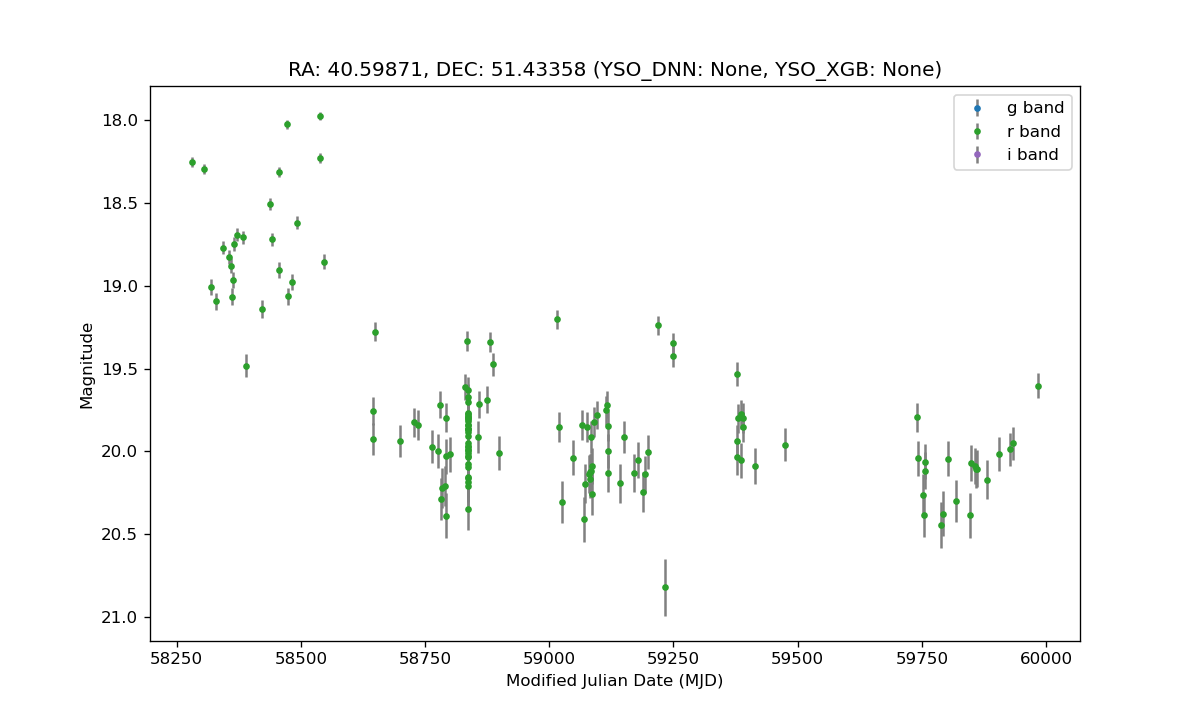 RA: 40.59871, DEC: 51.43358 (YSO_DNN: None, YSO_XGB: None)
g band
r band
i band
18.0
18.5
19.0
19.5
20.0
20.5
21.0
Magnitude
58250 58500 58750 59000 59250 59500 59750 60000
Modified Julian Date (MJD)